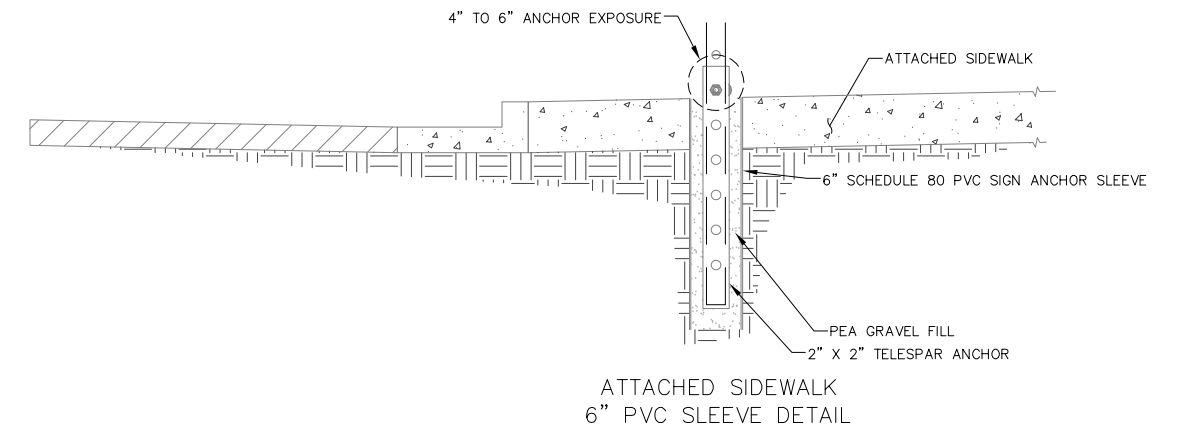 4” TO 6” ANCHOR EXPOSURE
ATTACHED SIDEWALK
6” SCHEDULE 80 PVC SIGN ANCHOR SLEEVE
PEA GRAVEL FILL
2” X 2” TELESPAR ANCHOR
ATTACHED SIDEWALK
6” PVC SLEEVE DETAIL